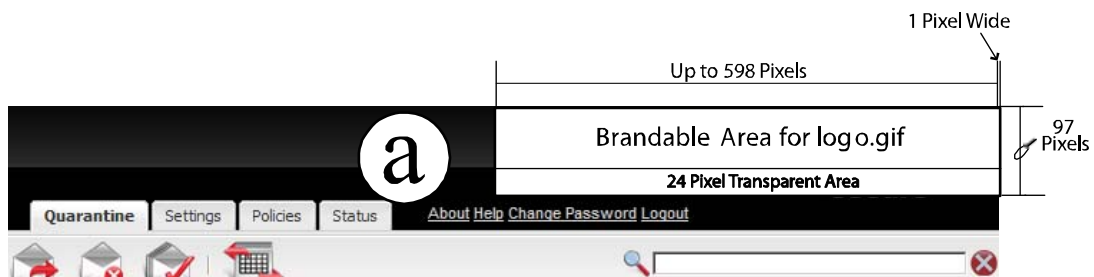 1 Pixel Wide
Up to 598 Pixels
a
Brandable Area for logo.gif
97
Pixels
24 Pixel Transparent Area
Quarantine Settings Policies Status About Help Change Password Logout